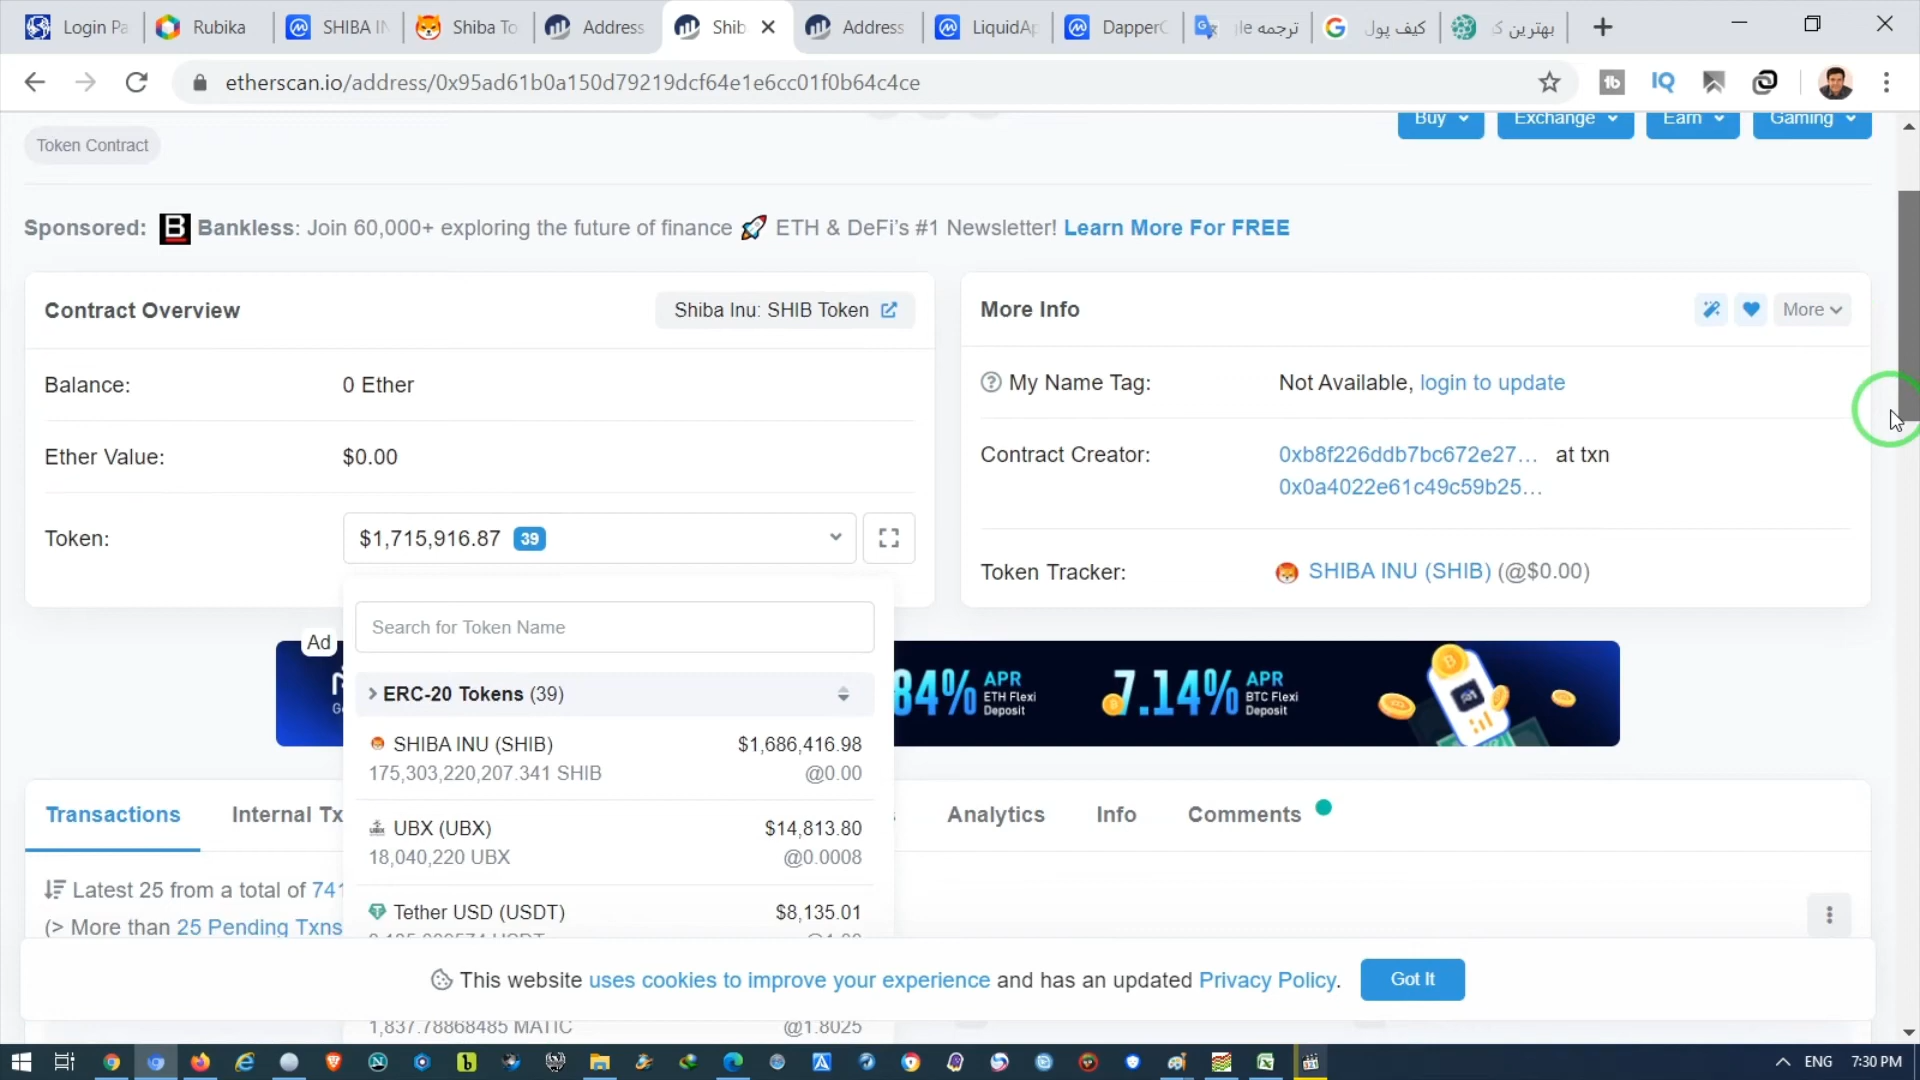 Login Pa
Rubika
SHIBA IN
Shiba To
Address
Shib
Address
LiquidAp
DapperC
ترجمه
کیف پول
بهترین ک
etherscan.io/address/0x95ad61b0a150d79219dcf64e1e6cc01f0b64c4ce
Buy
Exchange
Earn
Gaming
Token Contract
Sponsored: B Bankless: Join 60,000+ exploring the future of finance 🚀 ETH & DeFi's #1 Newsletter! Learn More For FREE
Contract Overview
Shiba Inu: SHIB Token
Balance:
0 Ether
Ether Value:
$0.00
Token:
$1,715,916.87 39
Search for Token Name
ERC-20 Tokens (39)
SHIBA INU (SHIB)
$1,686,416.98
175,303,220,207.341 SHIB
@0.00
UBX (UBX)
$14,813.80
18,040,220 UBX
@0.0008
Tether USD (USDT)
$8,135.01
1,837.78868485 MATIC
@1.8025
More Info
More
My Name Tag:
Not Available, login to update
Contract Creator:
0xb8f226ddb7bc672e27... at txn
0x0a4022e61c49c59b25...
Token Tracker:
SHIBA INU (SHIB) (@$0.00)
Ad
84% APR
ETH Flexi
Deposit
7.14% APR
BTC Flexi
Deposit
Transactions
Internal Tx
Analytics
Info
Comments
Latest 25 from a total of 741
(> More than 25 Pending Txns
This website uses cookies to improve your experience and has an updated Privacy Policy.
Got It
ENG
7:30 PM